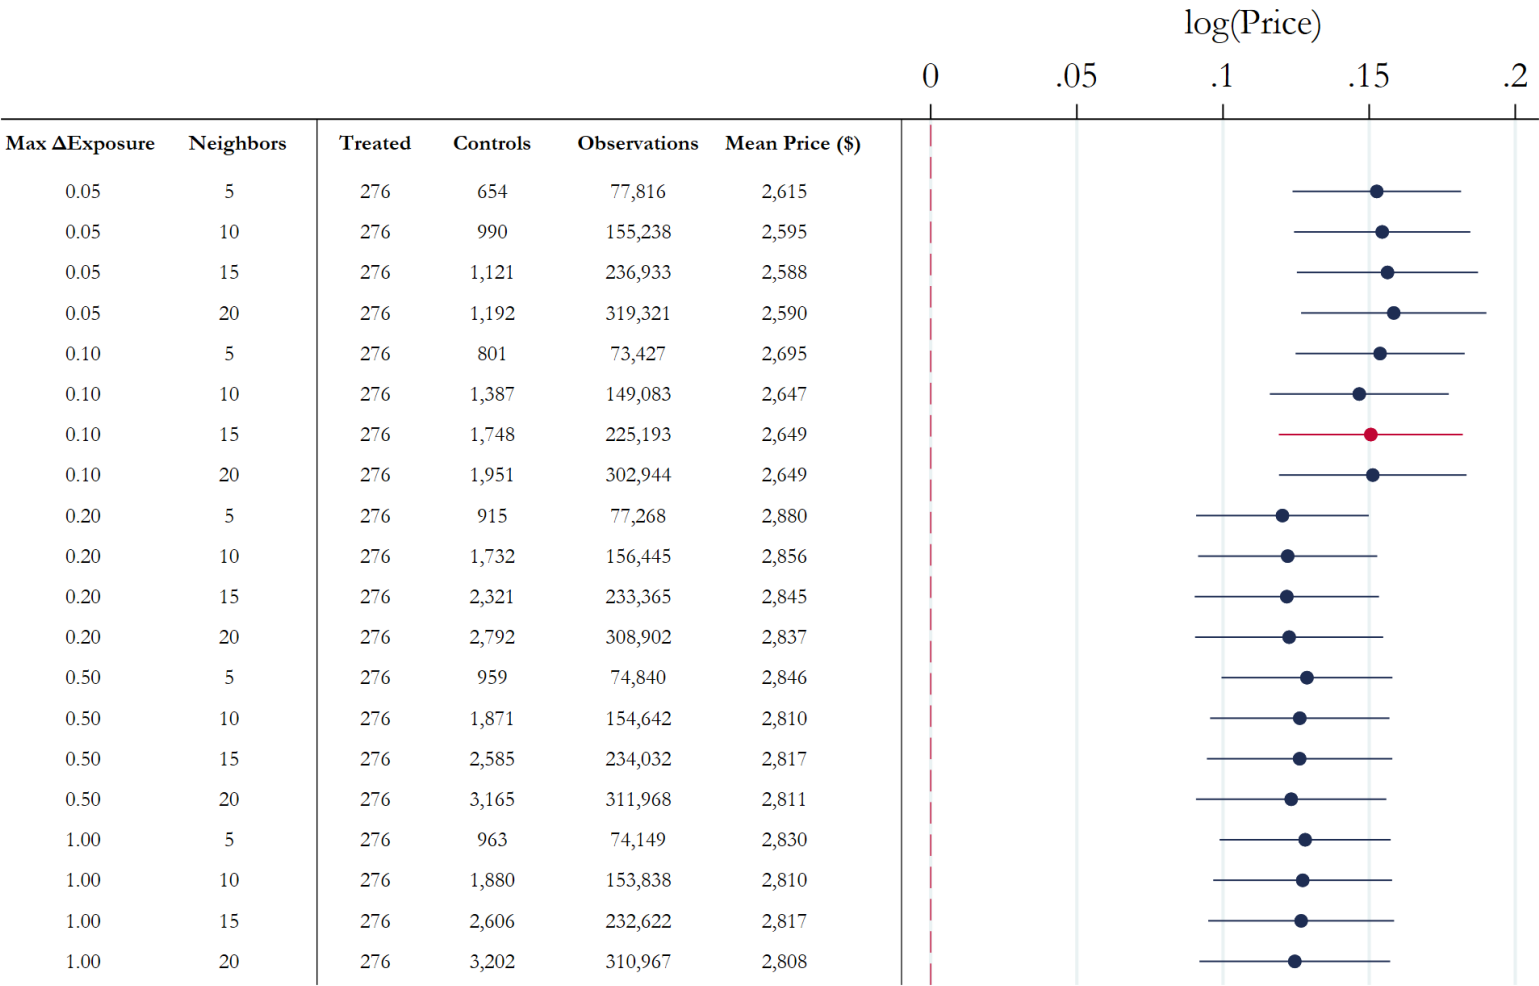 log(Price)
0 .05 .1 .15 .2
Max ΔExposure Neighbors Treated Controls Observations Mean Price ($)
0.05 5 276 654 77,816 2,615
0.05 10 276 990 155,238 2,595
0.05 15 276 1,121 236,933 2,588
0.05 20 276 1,192 319,321 2,590
0.10 5 276 801 73,427 2,695
0.10 10 276 1,387 149,083 2,647
0.10 15 276 1,748 225,193 2,649
0.10 20 276 1,951 302,944 2,649
0.20 5 276 915 77,268 2,880
0.20 10 276 1,732 156,445 2,856
0.20 15 276 2,321 233,365 2,845
0.20 20 276 2,792 308,902 2,837
0.50 5 276 959 74,840 2,846
0.50 10 276 1,871 154,642 2,810
0.50 15 276 2,585 234,032 2,817
0.50 20 276 3,165 311,968 2,811
1.00 5 276 963 74,149 2,830
1.00 10 276 1,880 153,838 2,810
1.00 15 276 2,606 232,622 2,817
1.00 20 276 3,202 310,967 2,808